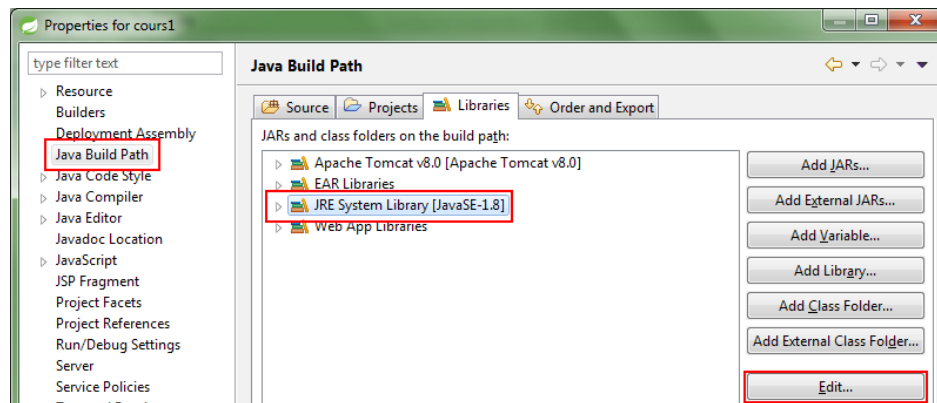 Properties for cours1
type filter text
Resource
Builders
Deployment Assembly
Java Build Path
Java Code Style
Java Compiler
Java Editor
Javadoc Location
JavaScript
JSP Fragment
Project Facets
Project References
Run/Debug Settings
Server
Service Policies
Java Build Path
Source
Projects
Libraries
Order and Export
JARs and class folders on the build path:
Apache Tomcat v8.0 [Apache Tomcat v8.0]
EAR Libraries
JRE System Library [JavaSE-1.8]
Web App Libraries
Add JARs...
Add External JARs...
Add Variable...
Add Library...
Add Class Folder...
Add External Class Folder...
Edit...